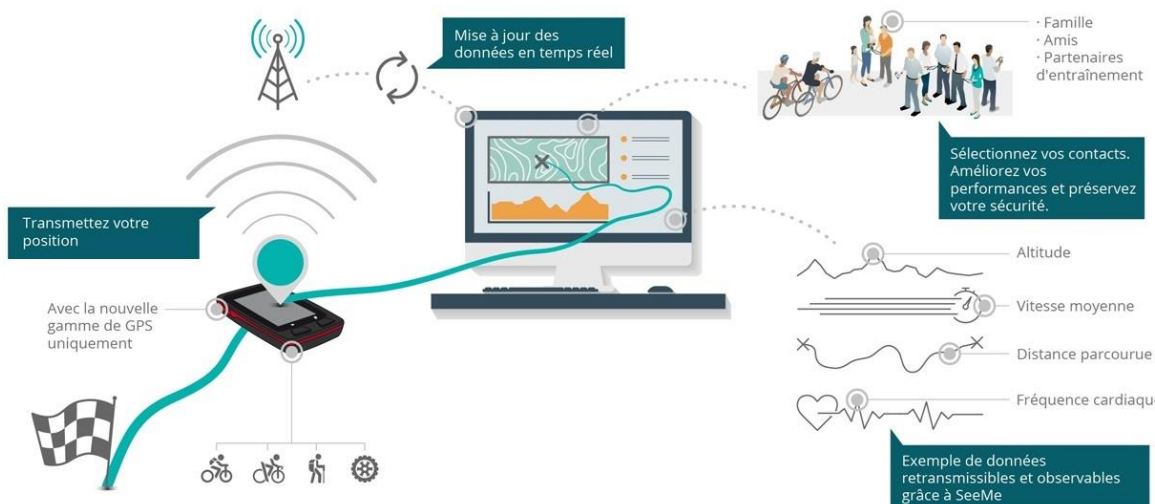 Mise à jour des
données en temps réel
· Famille
· Amis
· Partenaires
d'entraînement
Sélectionnez vos contacts.
Améliorez vos
performances et préservez
votre sécurité.
Transmettez votre
position
Avec la nouvelle
gamme de GPS
uniquement
Altitude
Vitesse moyenne
Distance parcourue
Fréquence cardiaqu
Exemple de données
retransmissibles et observables
grâce à SeeMe